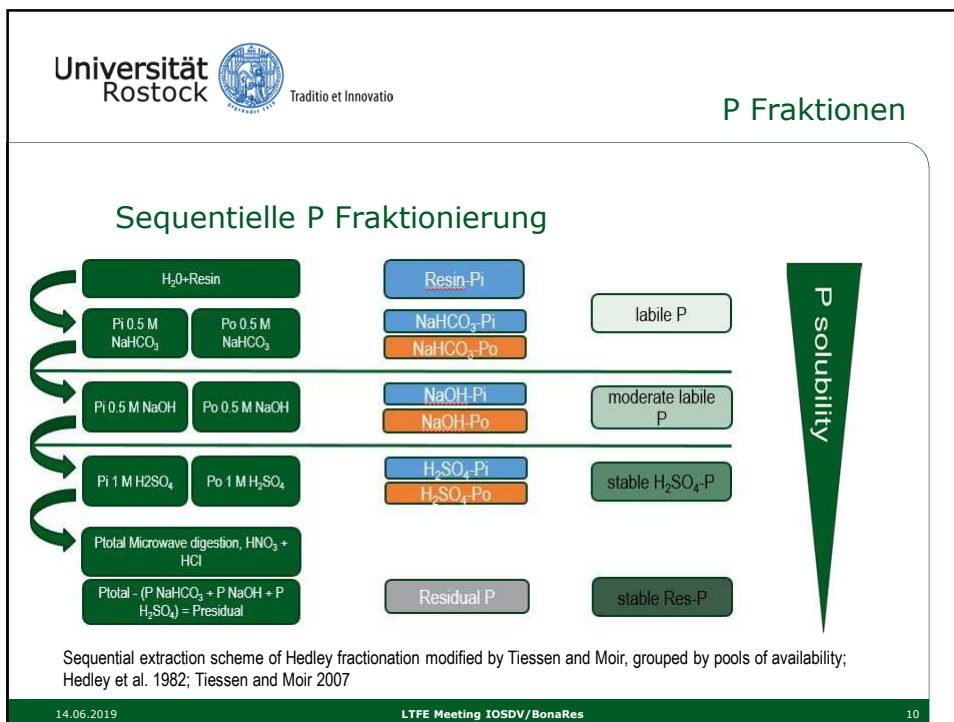 Universität
Rostock
Traditio et Innovatio
P Fraktionen
Sequentielle P Fraktionierung
H₂0+Resin
Resin-Pi
labile P
Pi 0.5 M
NaHCO₃
Po 0.5 M
NaHCO₃
NaHCO₃-Pi
NaHCO₃-Po
Pi 0.5 M NaOH
Po 0.5 M NaOH
NaOH-Pi
NaOH-Po
moderate labile
P
Pi 1 M H2SO₄
Po 1 M H₂SO₄
H₂SO₄-Pi
H₂SO₄-Po
stable H₂SO₄-P
Ptotal Microwave digestion, HNO₃ +
HCl
Ptotal - (P NaHCO₃ + P NaOH + P
H₂SO₄) = Presidual
Residual P
stable Res-P
P solubility
Sequential extraction scheme of Hedley fractionation modified by Tiessen and Moir, grouped by pools of availability;
Hedley et al. 1982; Tiessen and Moir 2007
14.06.2019
LTFE Meeting IOSDV/BonaRes
10